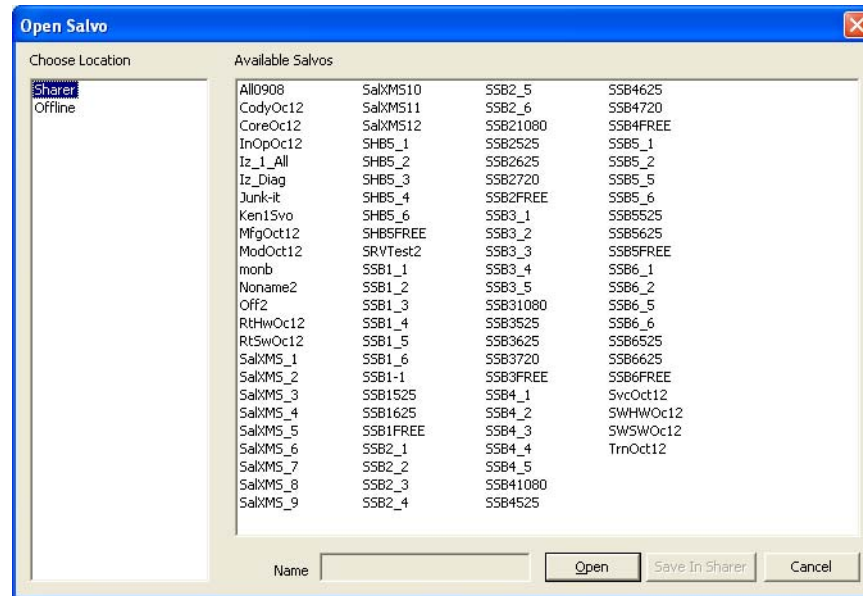 Open Salvo
Choose Location
Available Salvos
Sharer
Offline
All0908
CodyOc12
CoreOc12
InOpOc12
Iz_1_All
Iz_Diag
Junk-it
Ken1Svo
MfgOct12
ModOct12
monb
Noname2
Off2
RtHwOc12
RtSwOc12
SalXMS_1
SalXMS_2
SalXMS_3
SalXMS_4
SalXMS_5
SalXMS_6
SalXMS_7
SalXMS_8
SalXMS_9
SalXMS10
SalXMS11
SalXMS12
SHB5_1
SHB5_2
SHB5_3
SHB5_4
SHB5_6
SHB5FREE
SRVTest2
SSB1_1
SSB1_2
SSB1_3
SSB1_4
SSB1_5
SSB1_6
SSB1-1
SSB1525
SSB1625
SSB1FREE
SSB2_1
SSB2_2
SSB2_3
SSB2_4
SSB2_5
SSB2_6
SSB21080
SSB2525
SSB2625
SSB2720
SSB2FREE
SSB3_1
SSB3_2
SSB3_3
SSB3_4
SSB3_5
SSB31080
SSB3525
SSB3625
SSB3720
SSB3FREE
SSB4_1
SSB4_2
SSB4_3
SSB4_4
SSB4_5
SSB41080
SSB4525
SSB4625
SSB4720
SSB4FREE
SSB5_1
SSB5_2
SSB5_5
SSB5_6
SSB5525
SSB5625
SSB5FREE
SSB6_1
SSB6_2
SSB6_5
SSB6_6
SSB6525
SSB6625
SSB6FREE
SvcOct12
SWHWOc12
SWSWOc12
TrnOct12
Name
Open
Save In Sharer
Cancel